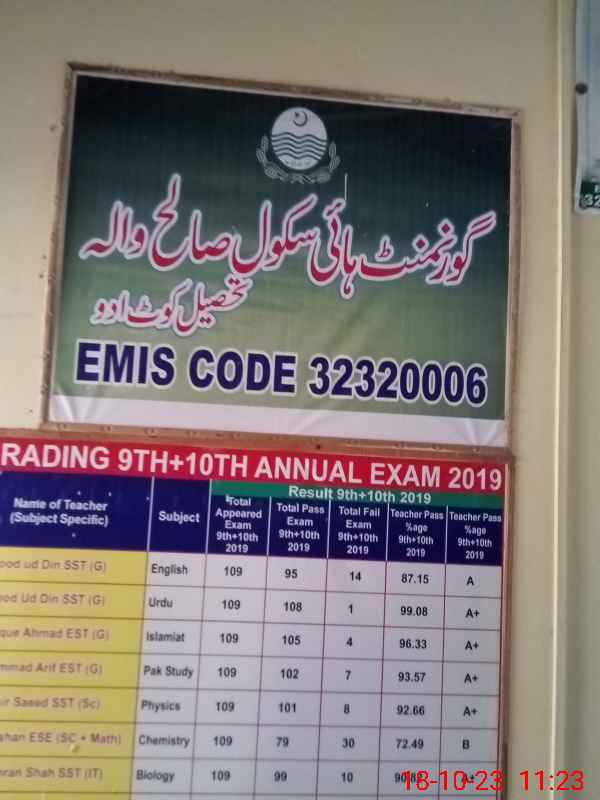 گورنمنٹ ہائی سکول صالح والہ
تحصیل کوٹ ادو
EMIS CODE 32320006
RADING 9TH+10TH ANNUAL EXAM 2019
Result 9th+10th 2019
Name of Teacher (Subject Specific) Subject Total Appeared Exam 9th+10th 2019 Total Pass Exam 9th+10th 2019 Total Fail Exam 9th+10th 2019 Teacher Pass %age 9th+10th 2019 Teacher Pass %age 9th+10th 2019
ood ud Din SST (G) English 109 95 14 87.15 A
ood Ud Din SST (G) Urdu 109 108 1 99.08 A+
que Ahmad EST (G) Islamiat 109 105 4 96.33 A+
mmad Arif EST (G) Pak Study 109 102 7 93.57 A+
ir Saeed SST (Sc) Physics 109 101 8 92.66 A+
shan ESE (SC + Math) Chemistry 109 79 30 72.49 B
ran Shah SST (IT) Biology 109 99 10 A+
18-10-23 11:23